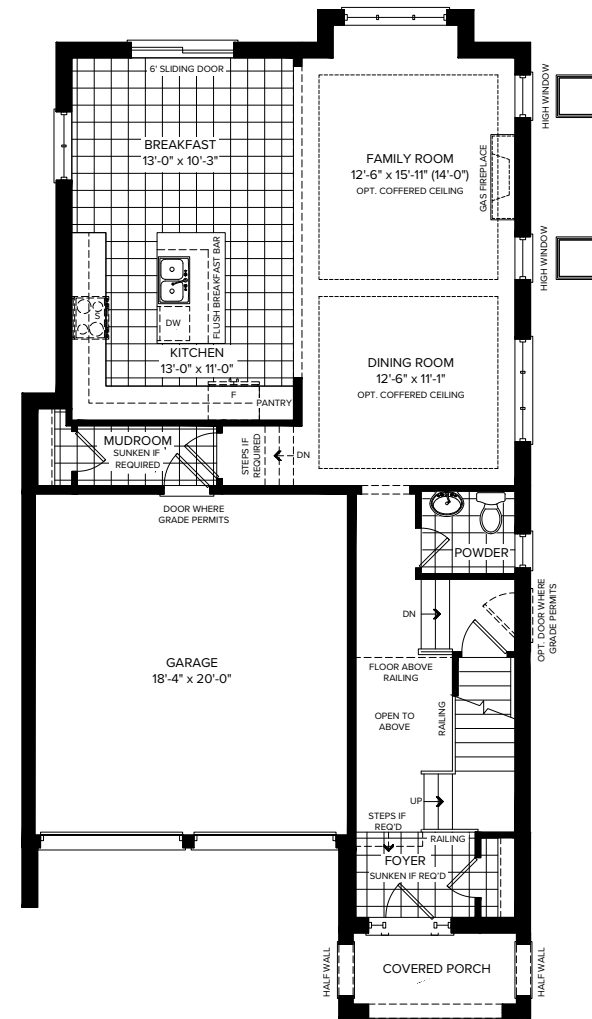 6' SLIDING DOOR
BREAKFAST
13'-0" x 10'-3"
FAMILY ROOM
12'-6" x 15'-11" (14'-0")
OPT. COFFERED CEILING
GAS FIREPLACE
HIGH WINDOW
HIGH WINDOW
FLUSH BREAKFAST BAR
S
DW
KITCHEN
13'-0" x 11'-0"
F
PANTRY
DINING ROOM
12'-6" x 11'-1"
OPT. COFFERED CEILING
MUDROOM
SUNKEN IF
REQUIRED
STEPS IF
REQUIRED
DN
DOOR WHERE
GRADE PERMITS
POWDER
DN
OPT. DOOR WHERE
GRADE PERMITS
GARAGE
18'-4" x 20'-0"
FLOOR ABOVE
RAILING
OPEN TO
ABOVE
RAILING
UP
STEPS IF
REQ'D
RAILING
FOYER
SUNKEN IF REQ'D
COVERED PORCH
HALF WALL
HALF WALL